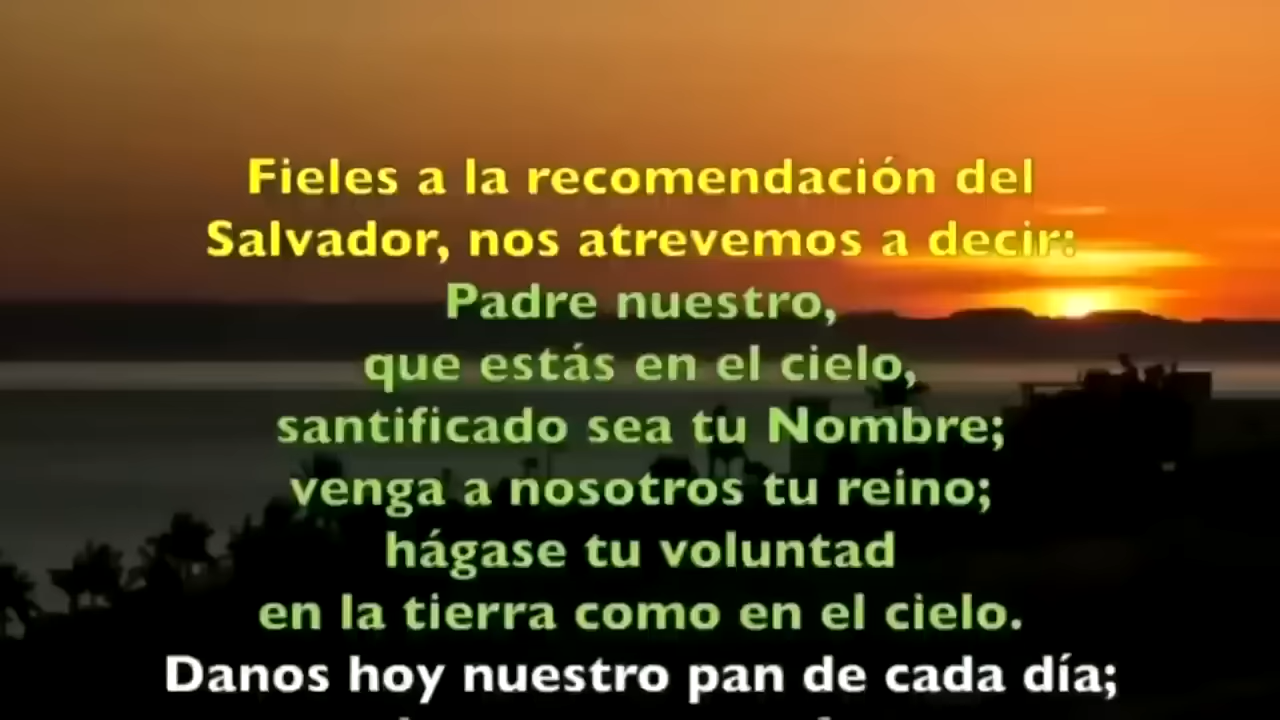 Fieles a la recomendación del
Salvador, nos atrevemos a decir:
Padre nuestro,
que estás en el cielo,
santificado sea tu Nombre;
venga a nosotros tu reino;
hágase tu voluntad
en la tierra como en el cielo.
Danos hoy nuestro pan de cada día;